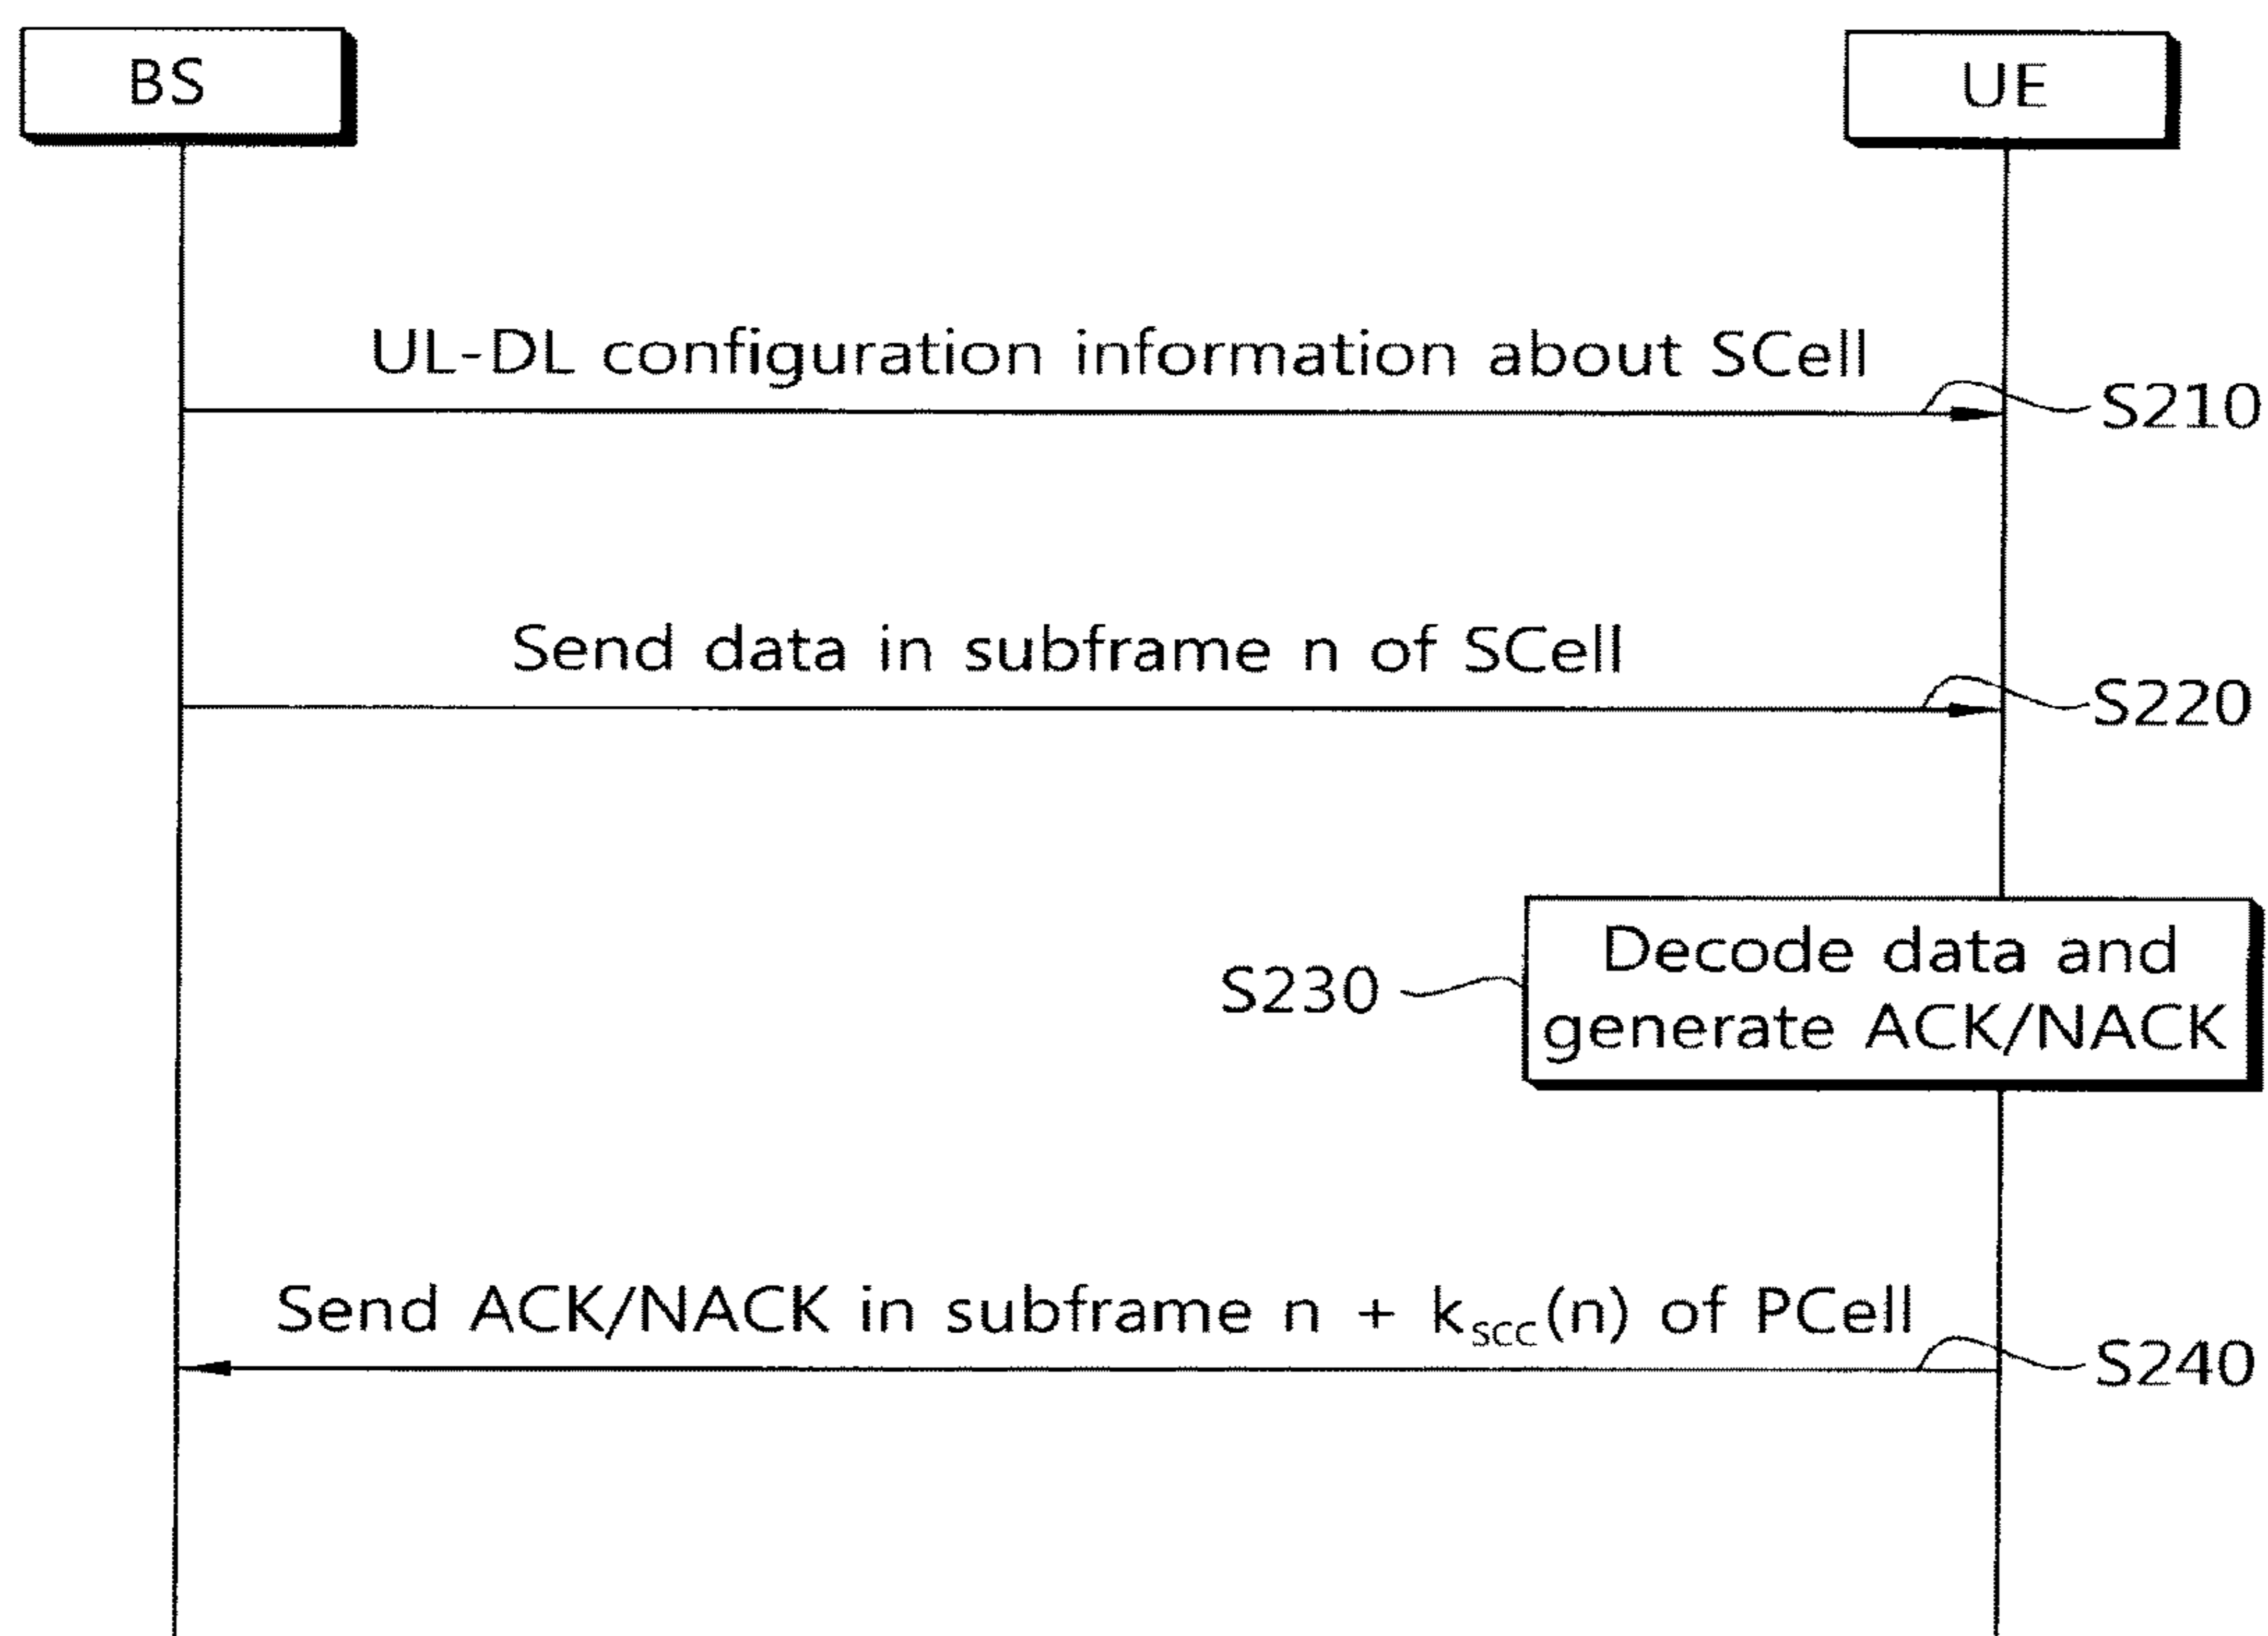 BS
UE
UL-DL configuration information about SCell
S210
Send data in subframe n of SCell
S220
Decode data and
S230
generate ACK/NACK
Send ACK/NACK in subframe n + kSCC(n) of PCell
S240